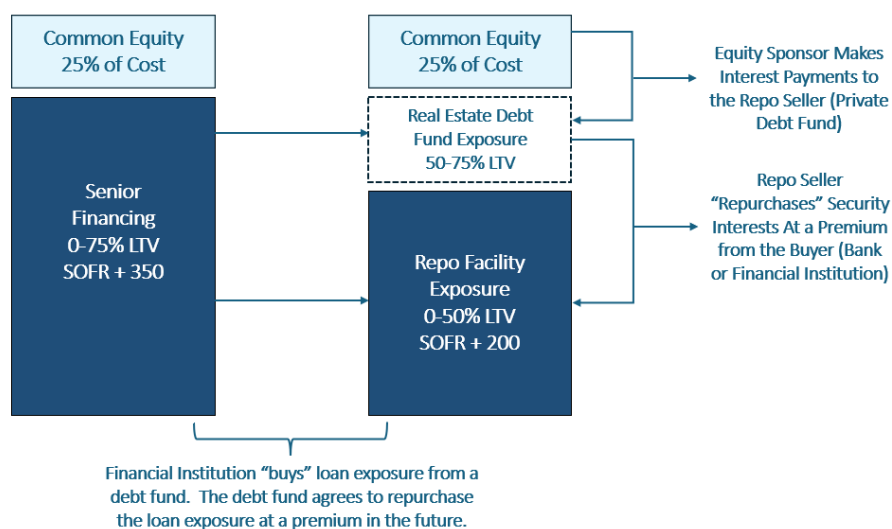 Common Equity
25% of Cost
Senior
Financing
0-75% LTV
SOFR + 350
Common Equity
25% of Cost
Real Estate Debt
Fund Exposure
50-75% LTV
Repo Facility
Exposure
0-50% LTV
SOFR + 200
Equity Sponsor Makes
Interest Payments to
the Repo Seller (Private
Debt Fund)
Repo Seller
“Repurchases” Security
Interests At a Premium
from the Buyer (Bank
or Financial Institution)
Financial Institution “buys” loan exposure from a
debt fund.  The debt fund agrees to repurchase
the loan exposure at a premium in the future.